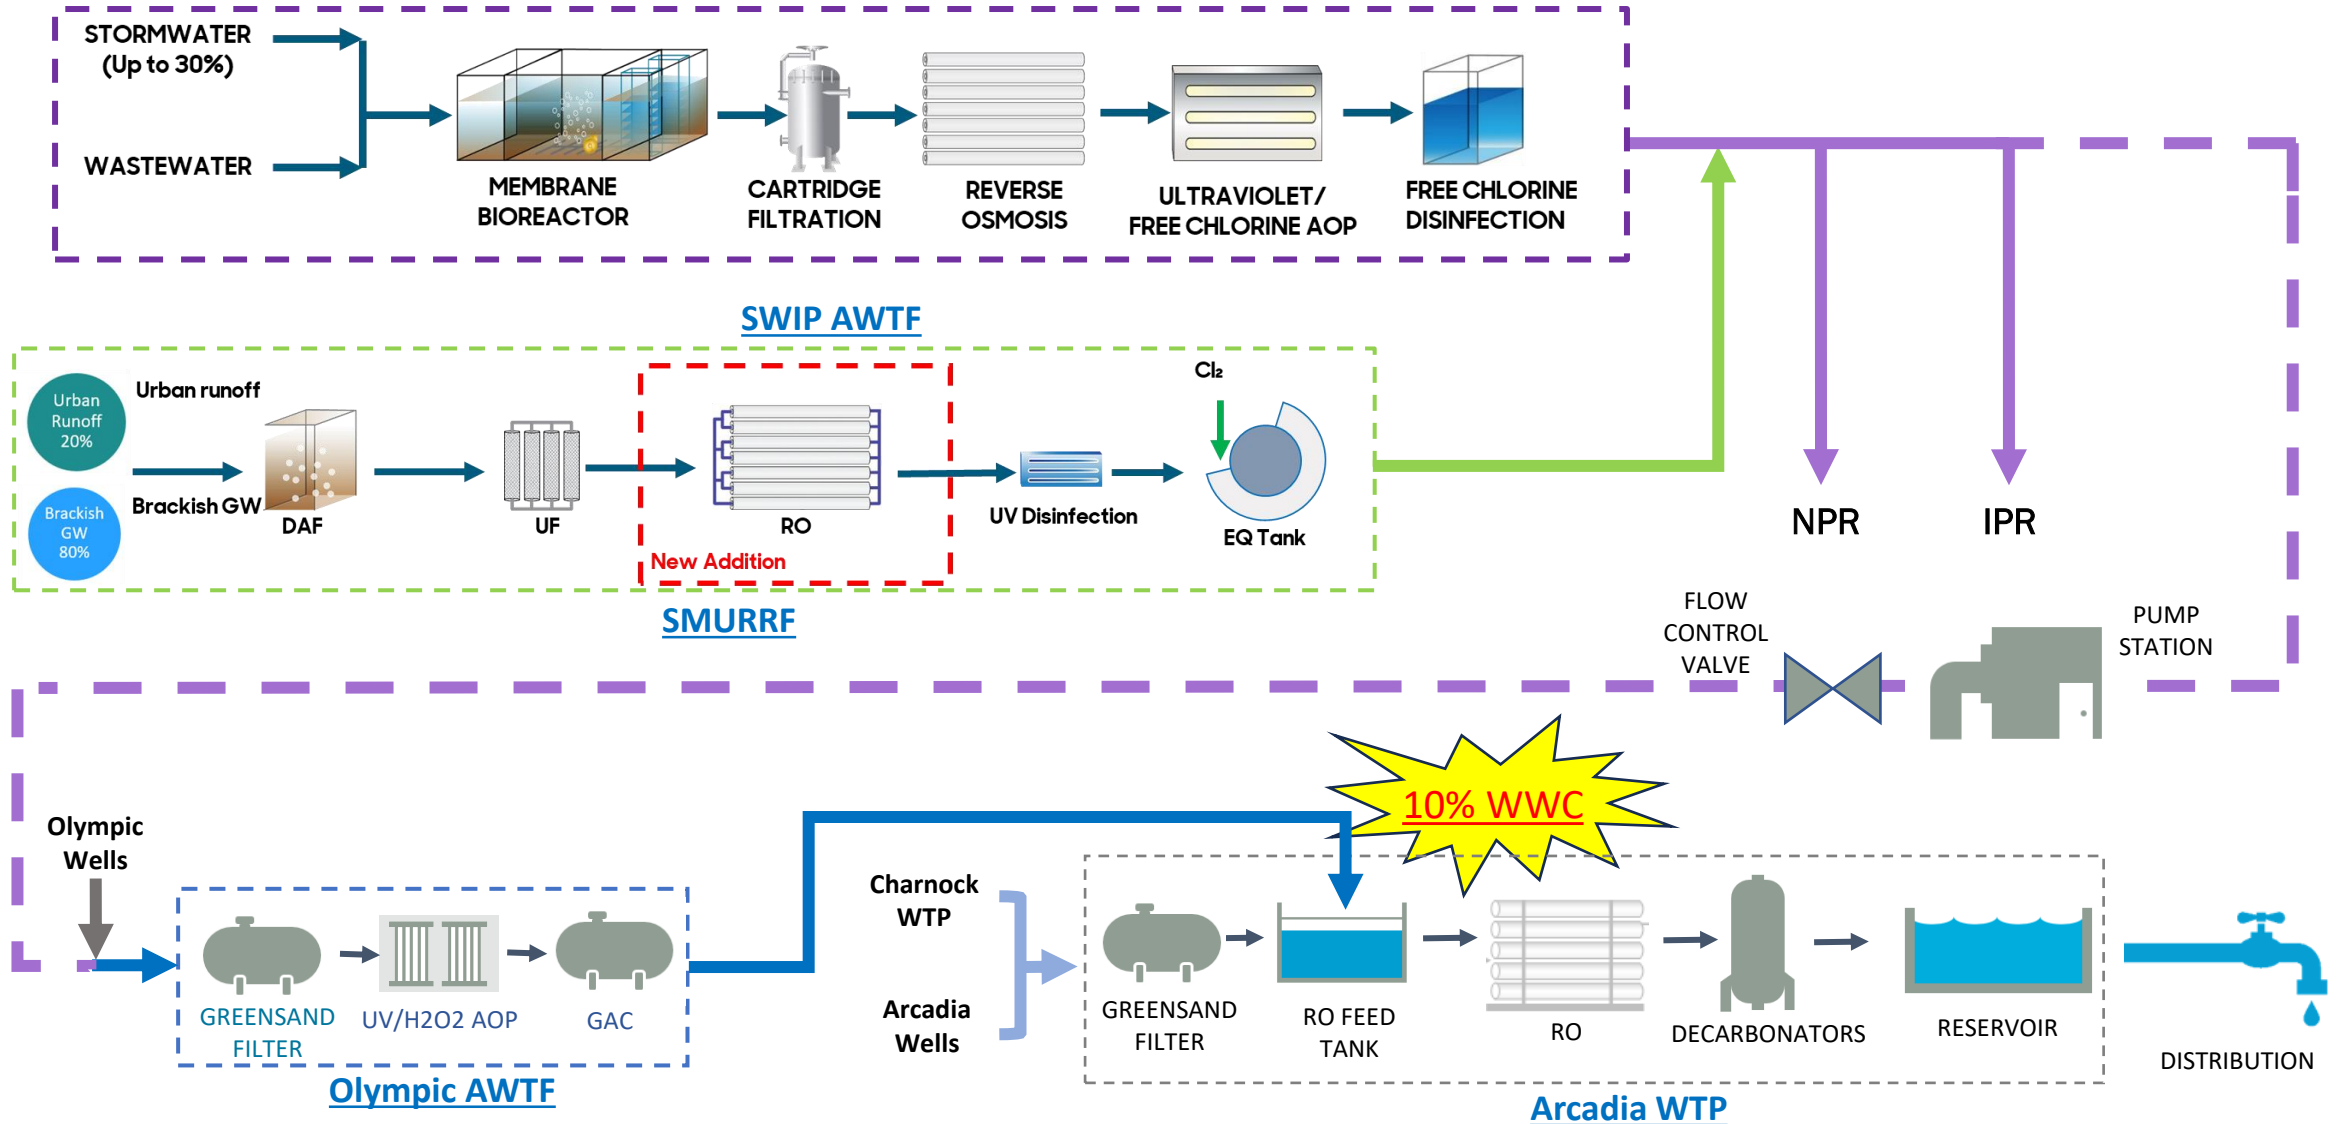 STORMWATER
(Up to 30%)
WASTEWATER
MEMBRANE
BIOREACTOR
CARTRIDGE
FILTRATION
REVERSE
OSMOSIS
ULTRAVIOLET/
FREE CHLORINE AOP
FREE CHLORINE
DISINFECTION
SWIP AWTF
Urban
Runoff
20%
Urban runoff
Brackish
GW
80%
Brackish GW
DAF
UF
RO
New Addition
UV Disinfection
Cl₂
EQ Tank
SMURRF
NPR
IPR
FLOW
CONTROL
VALVE
PUMP
STATION
Olympic
Wells
GREENSAND
FILTER
UV/H2O2 AOP
GAC
Olympic AWTF
10% WWC
Charnock
WTP
Arcadia
Wells
GREENSAND
FILTER
RO FEED
TANK
RO
DECARBONATORS
RESERVOIR
DISTRIBUTION
Arcadia WTP